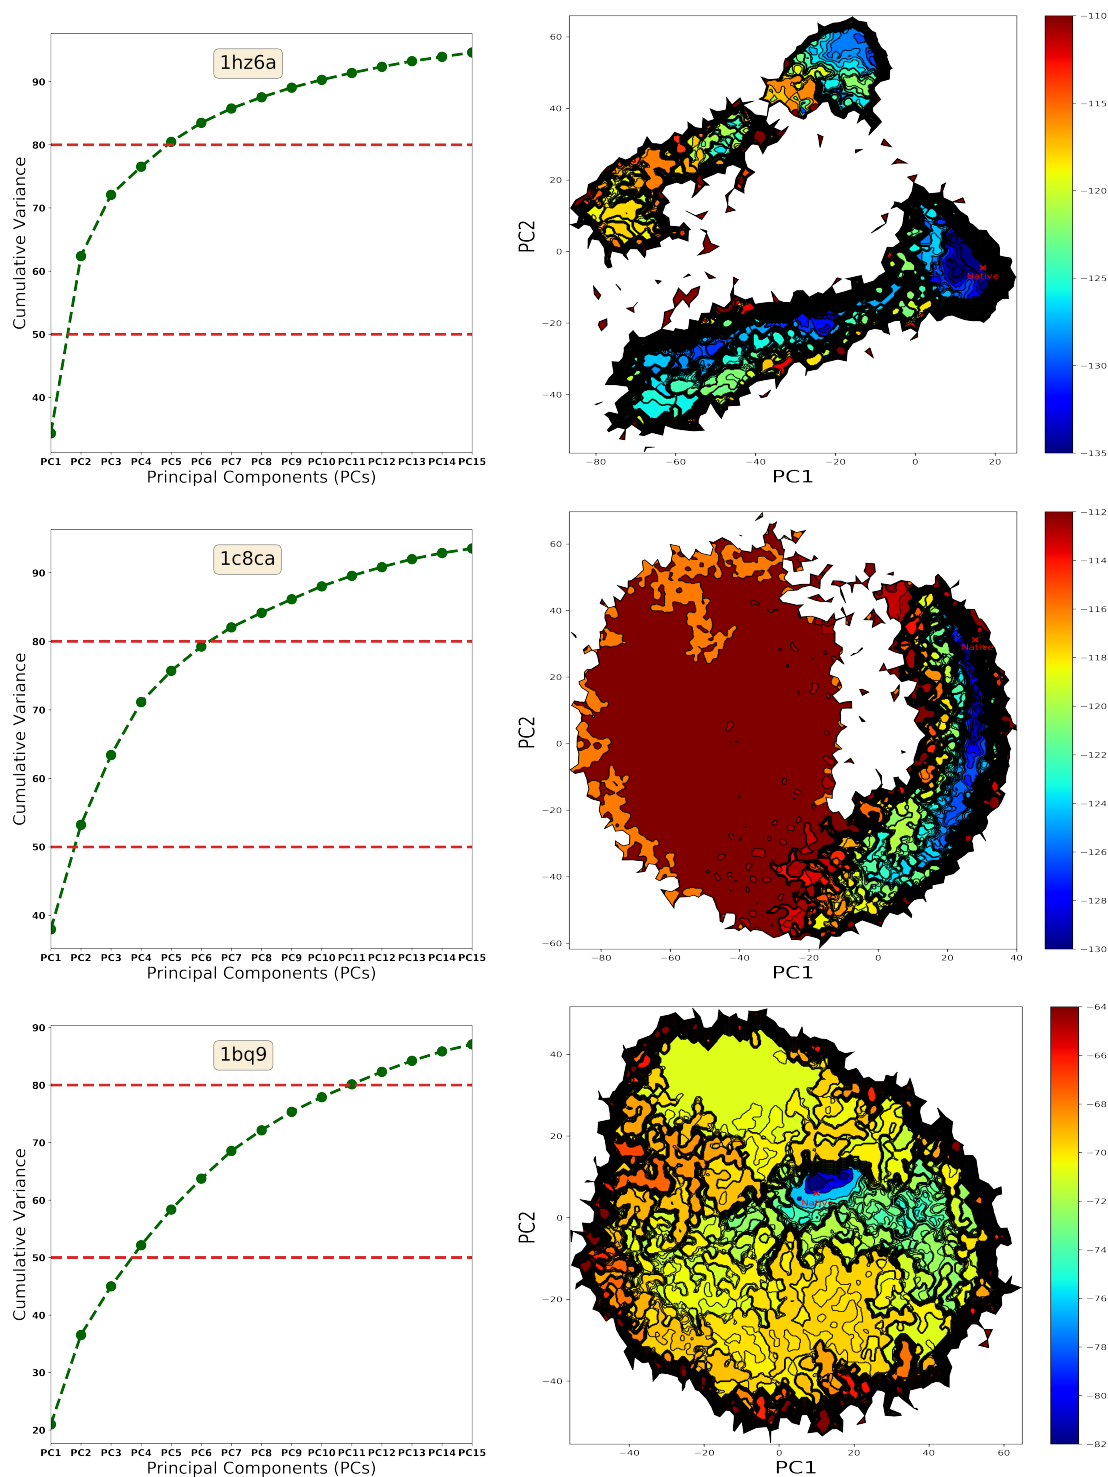 1hz6a
Cumulative Variance
90
80
70
60
50
40
PC1 PC2 PC3 PC4 PC5 PC6 PC7 PC8 PC9 PC10 PC11 PC12 PC13 PC14 PC15
Principal Components (PCs)
PC2
60
40
20
0
−20
−40
Native
−80 −60 −40 −20 0 20
PC1
−110
−115
−120
−125
−130
−135
1c8ca
Cumulative Variance
90
80
70
60
50
40
PC1 PC2 PC3 PC4 PC5 PC6 PC7 PC8 PC9 PC10 PC11 PC12 PC13 PC14 PC15
Principal Components (PCs)
PC2
60
40
20
0
−20
−40
−60
Native
−80 −60 −40 −20 0 20 40
PC1
−112
−114
−116
−118
−120
−122
−124
−126
−128
−130
1bq9
Cumulative Variance
90
80
70
60
50
40
30
20
PC1 PC2 PC3 PC4 PC5 PC6 PC7 PC8 PC9 PC10 PC11 PC12 PC13 PC14 PC15
Principal Components (PCs)
PC2
40
20
0
−20
−40
Native
−40 −20 0 20 40 60
PC1
−64
−66
−68
−70
−72
−74
−76
−78
−80
−82